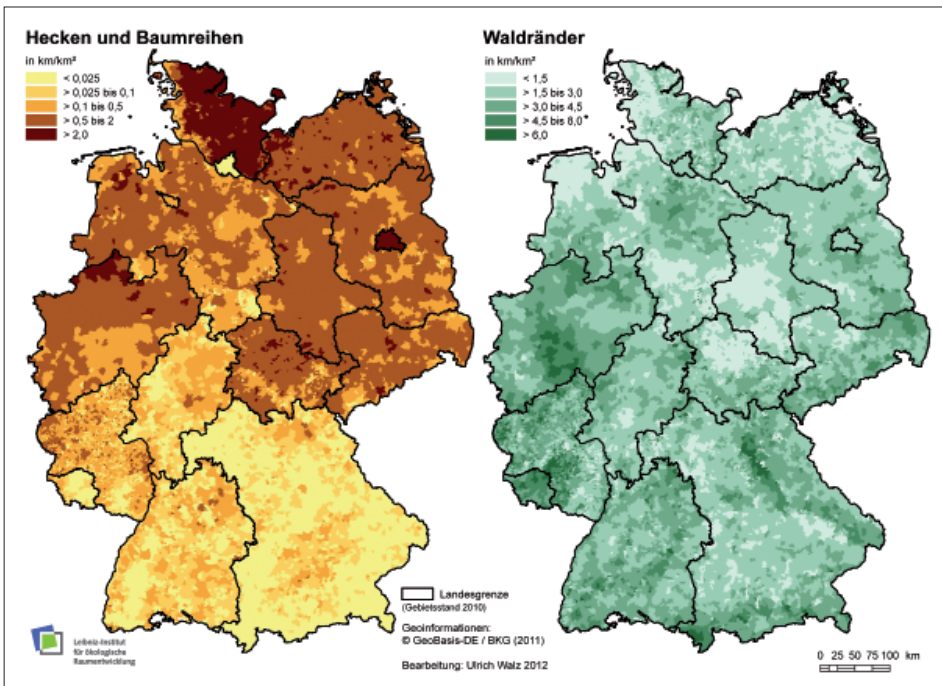 Hecken und Baumreihen
in km/km²
< 0,025
> 0,025 bis 0,1
> 0,1 bis 0,5
> 0,5 bis 2 *
> 2,0
Waldränder
in km/km²
< 1,5
> 1,5 bis 3,0
> 3,0 bis 4,5
> 4,5 bis 6,0*
> 6,0
Landesgrenze
(Gebietsstand 2010)
Geoinformationen:
© GeoBasis-DE / BKG (2011)
Bearbeitung: Ulrich Walz 2012
Leibniz-Institut
für ökologische
Raumentwicklung
0 25 50 75 100 km